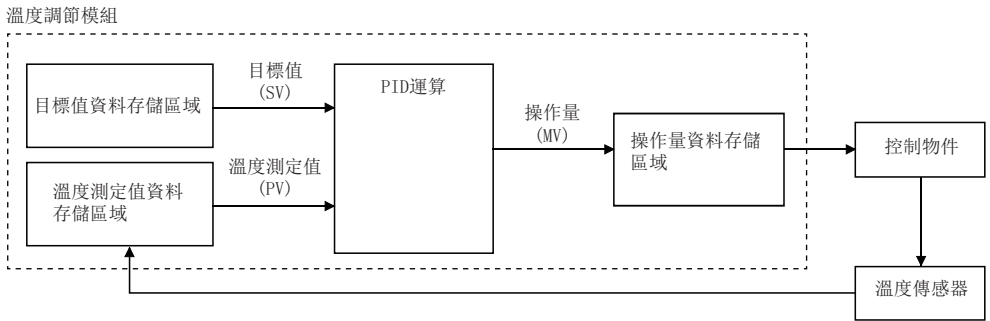 溫度調節模組
目標值資料存儲區域
目標值
(SV)
PID運算
溫度測定值資料
存儲區域
溫度測定值
(PV)
操作量
(MV)
操作量資料存儲
區域
控制物件
溫度傳感器